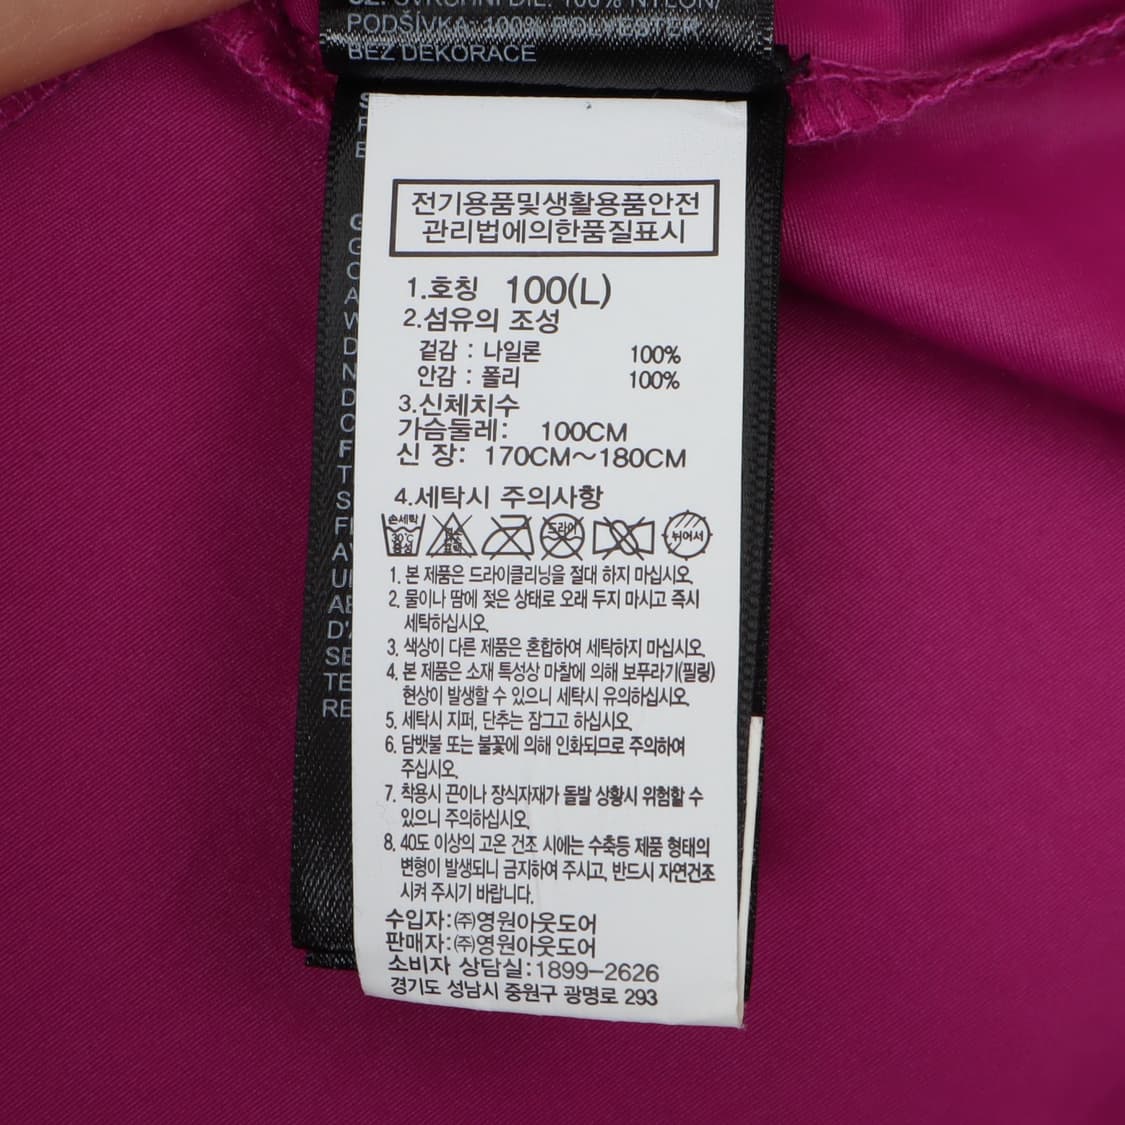 CZ: SVRCHNÍ DÍL: 100% NYLON/
PODŠÍVKA: 100% POLYESTER
BEZ DEKORACE
전기용품및생활용품안전
관리법에의한품질표시
1.호칭 100(L)
2.섬유의 조성
겉감 : 나일론 100%
안감 : 폴리 100%
3.신체치수
가슴둘레: 100CM
신 장: 170CM~180CM
4.세탁시 주의사항
손세탁 30℃ 중성 드라이 뉘어서
1. 본 제품은 드라이클리닝을 절대 하지 마십시오.
2. 물이나 땀에 젖은 상태로 오래 두지 마시고 즉시
세탁하십시오.
3. 색상이 다른 제품은 혼합하여 세탁하지 마십시오.
4. 본 제품은 소재 특성상 마찰에 의해 보푸라기(필링)
현상이 발생할 수 있으니 세탁시 유의하십시오.
5. 세탁시 지퍼, 단추는 잠그고 하십시오.
6. 담뱃불 또는 불꽃에 의해 인화되므로 주의하여
주십시오.
7. 착용시 끈이나 장식자재가 돌발 상황시 위험할 수
있으니 주의하십시오.
8. 40도 이상의 고온 건조 시에는 수축등 제품 형태의
변형이 발생되니 금지하여 주시고, 반드시 자연건조
시켜 주시기 바랍니다.
수입자:㈜영원아웃도어
판매자:㈜영원아웃도어
소비자 상담실:1899-2626
경기도 성남시 중원구 광명로 293